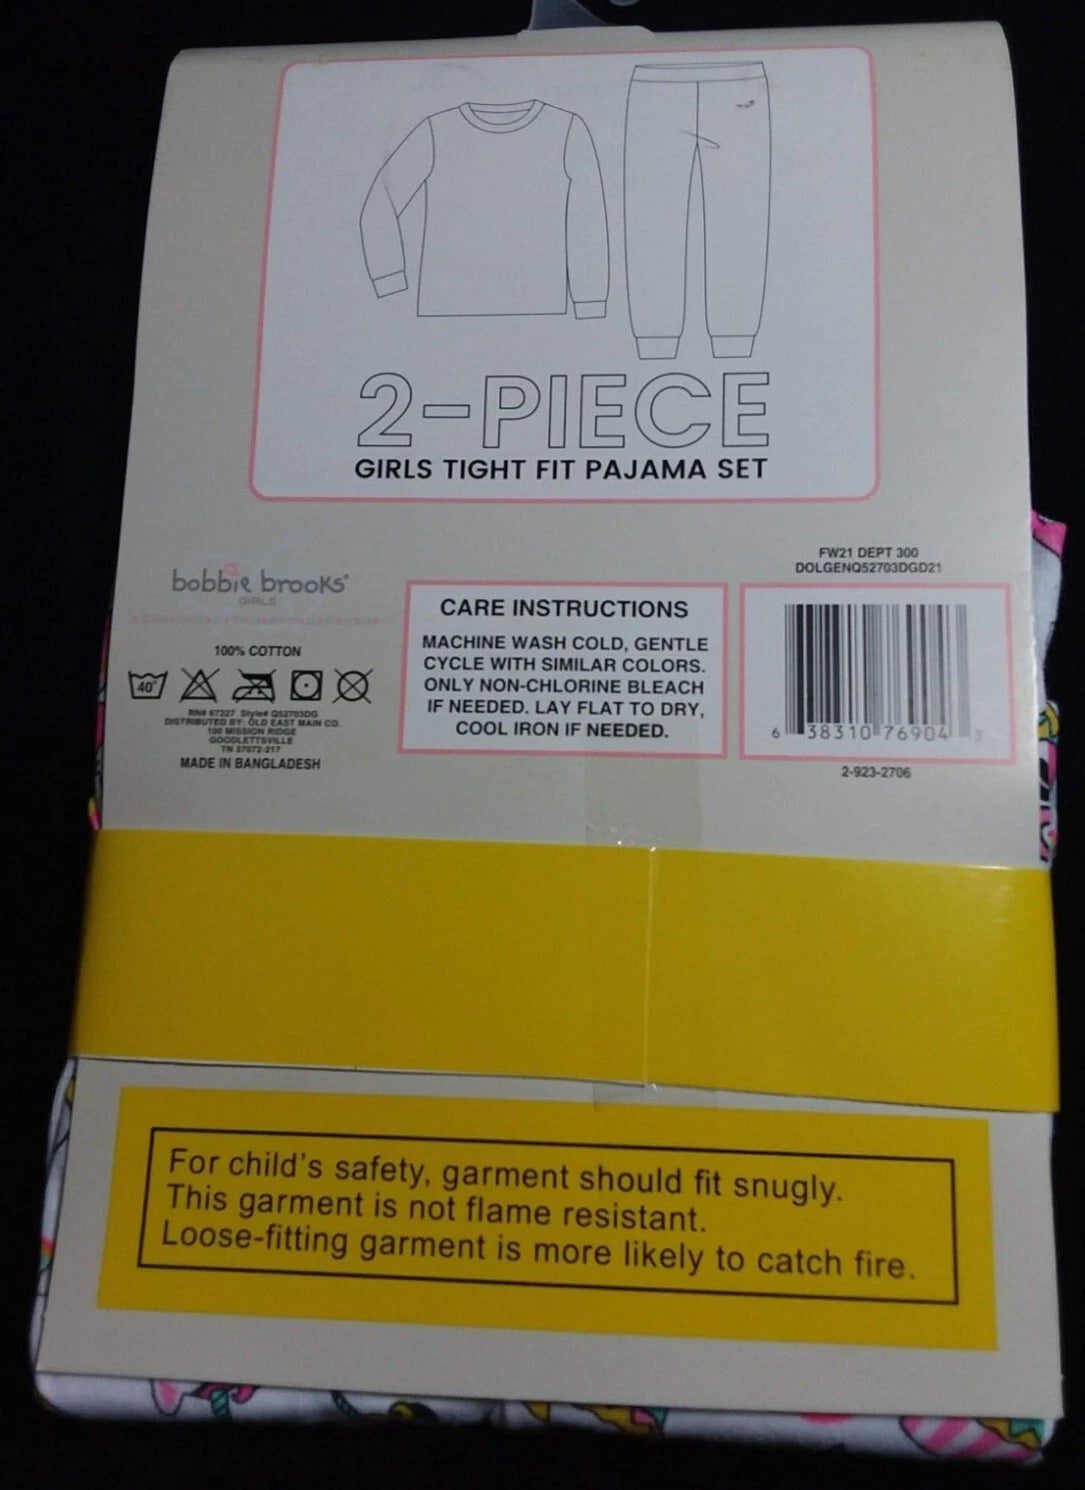 2-PIECE
GIRLS TIGHT FIT PAJAMA SET
bobbie brooks
GIRLS
100% COTTON
40°
RN# 67227 Style# Q52703DG
DISTRIBUTED BY: OLD EAST MAIN CO.
100 MISSION RIDGE
GOODLETTSVILLE
TN 37072-217
MADE IN BANGLADESH
CARE INSTRUCTIONS
MACHINE WASH COLD, GENTLE
CYCLE WITH SIMILAR COLORS.
ONLY NON-CHLORINE BLEACH
IF NEEDED. LAY FLAT TO DRY,
COOL IRON IF NEEDED.
FW21 DEPT 300
DOLGENQ52703DGD21
6 38310 76904 3
2-923-2706
For child's safety, garment should fit snugly.
This garment is not flame resistant.
Loose-fitting garment is more likely to catch fire.